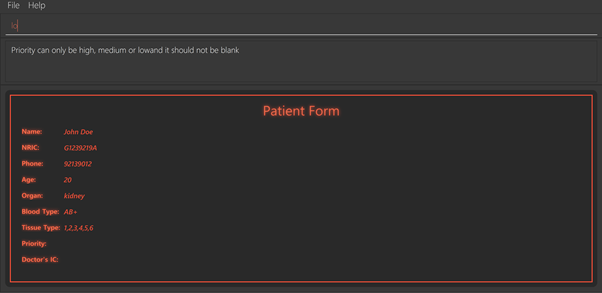 File Help
lo
Priority can only be high, medium or lowand it should not be blank
Patient Form
Name: John Doe
NRIC: G1239219A
Phone: 92139012
Age: 20
Organ: kidney
Blood Type: AB+
Tissue Type: 1,2,3,4,5,6
Priority:
Doctor's IC: